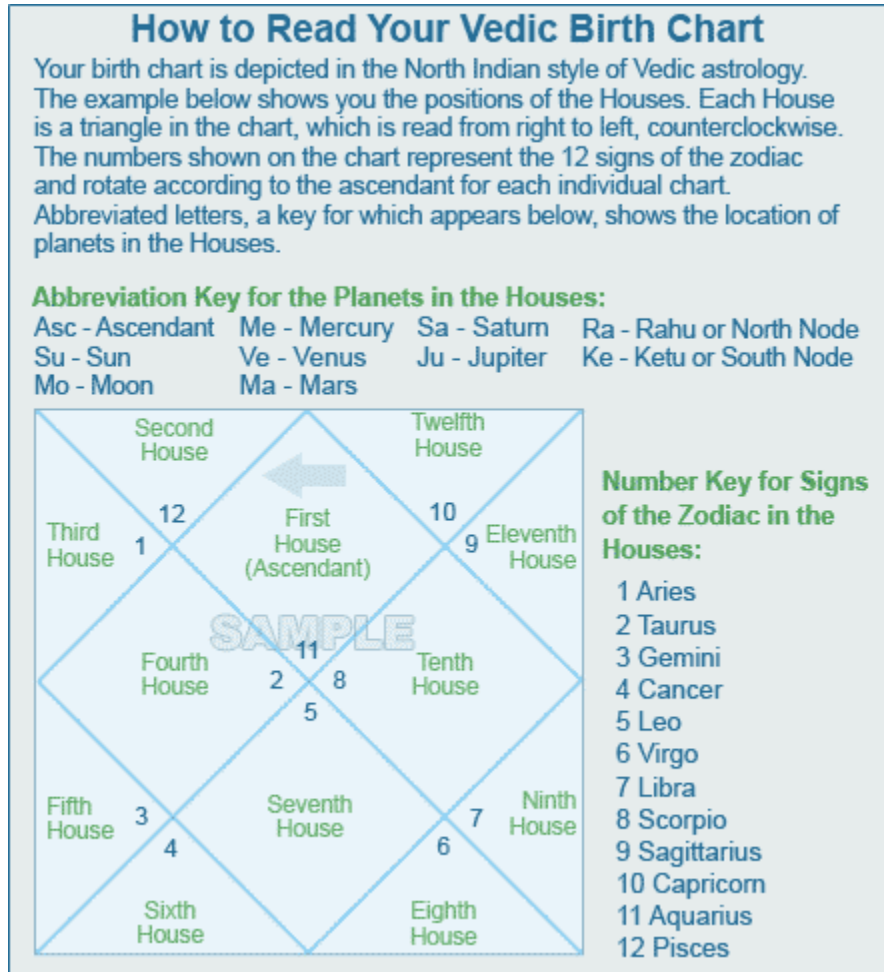 How to Read Your Vedic Birth Chart
Your birth chart is depicted in the North Indian style of Vedic astrology.
The example below shows you the positions of the Houses. Each House
is a triangle in the chart, which is read from right to left, counterclockwise.
The numbers shown on the chart represent the 12 signs of the zodiac
and rotate according to the ascendant for each individual chart.
Abbreviated letters, a key for which appears below, shows the location of
planets in the Houses.
Abbreviation Key for the Planets in the Houses:
Asc - Ascendant Me - Mercury Sa - Saturn Ra - Rahu or North Node
Su - Sun Ve - Venus Ju - Jupiter Ke - Ketu or South Node
Mo - Moon Ma - Mars
Second
House
Twelfth
House
12
10
First
House
(Ascendant)
Third
House
1
9
Eleventh
House
SAMPLE
11
Fourth
House
2
8
Tenth
House
5
Fifth
House
3
4
Seventh
House
7
6
Ninth
House
Sixth
House
Eighth
House
Number Key for Signs
of the Zodiac in the
Houses:
1 Aries
2 Taurus
3 Gemini
4 Cancer
5 Leo
6 Virgo
7 Libra
8 Scorpio
9 Sagittarius
10 Capricorn
11 Aquarius
12 Pisces